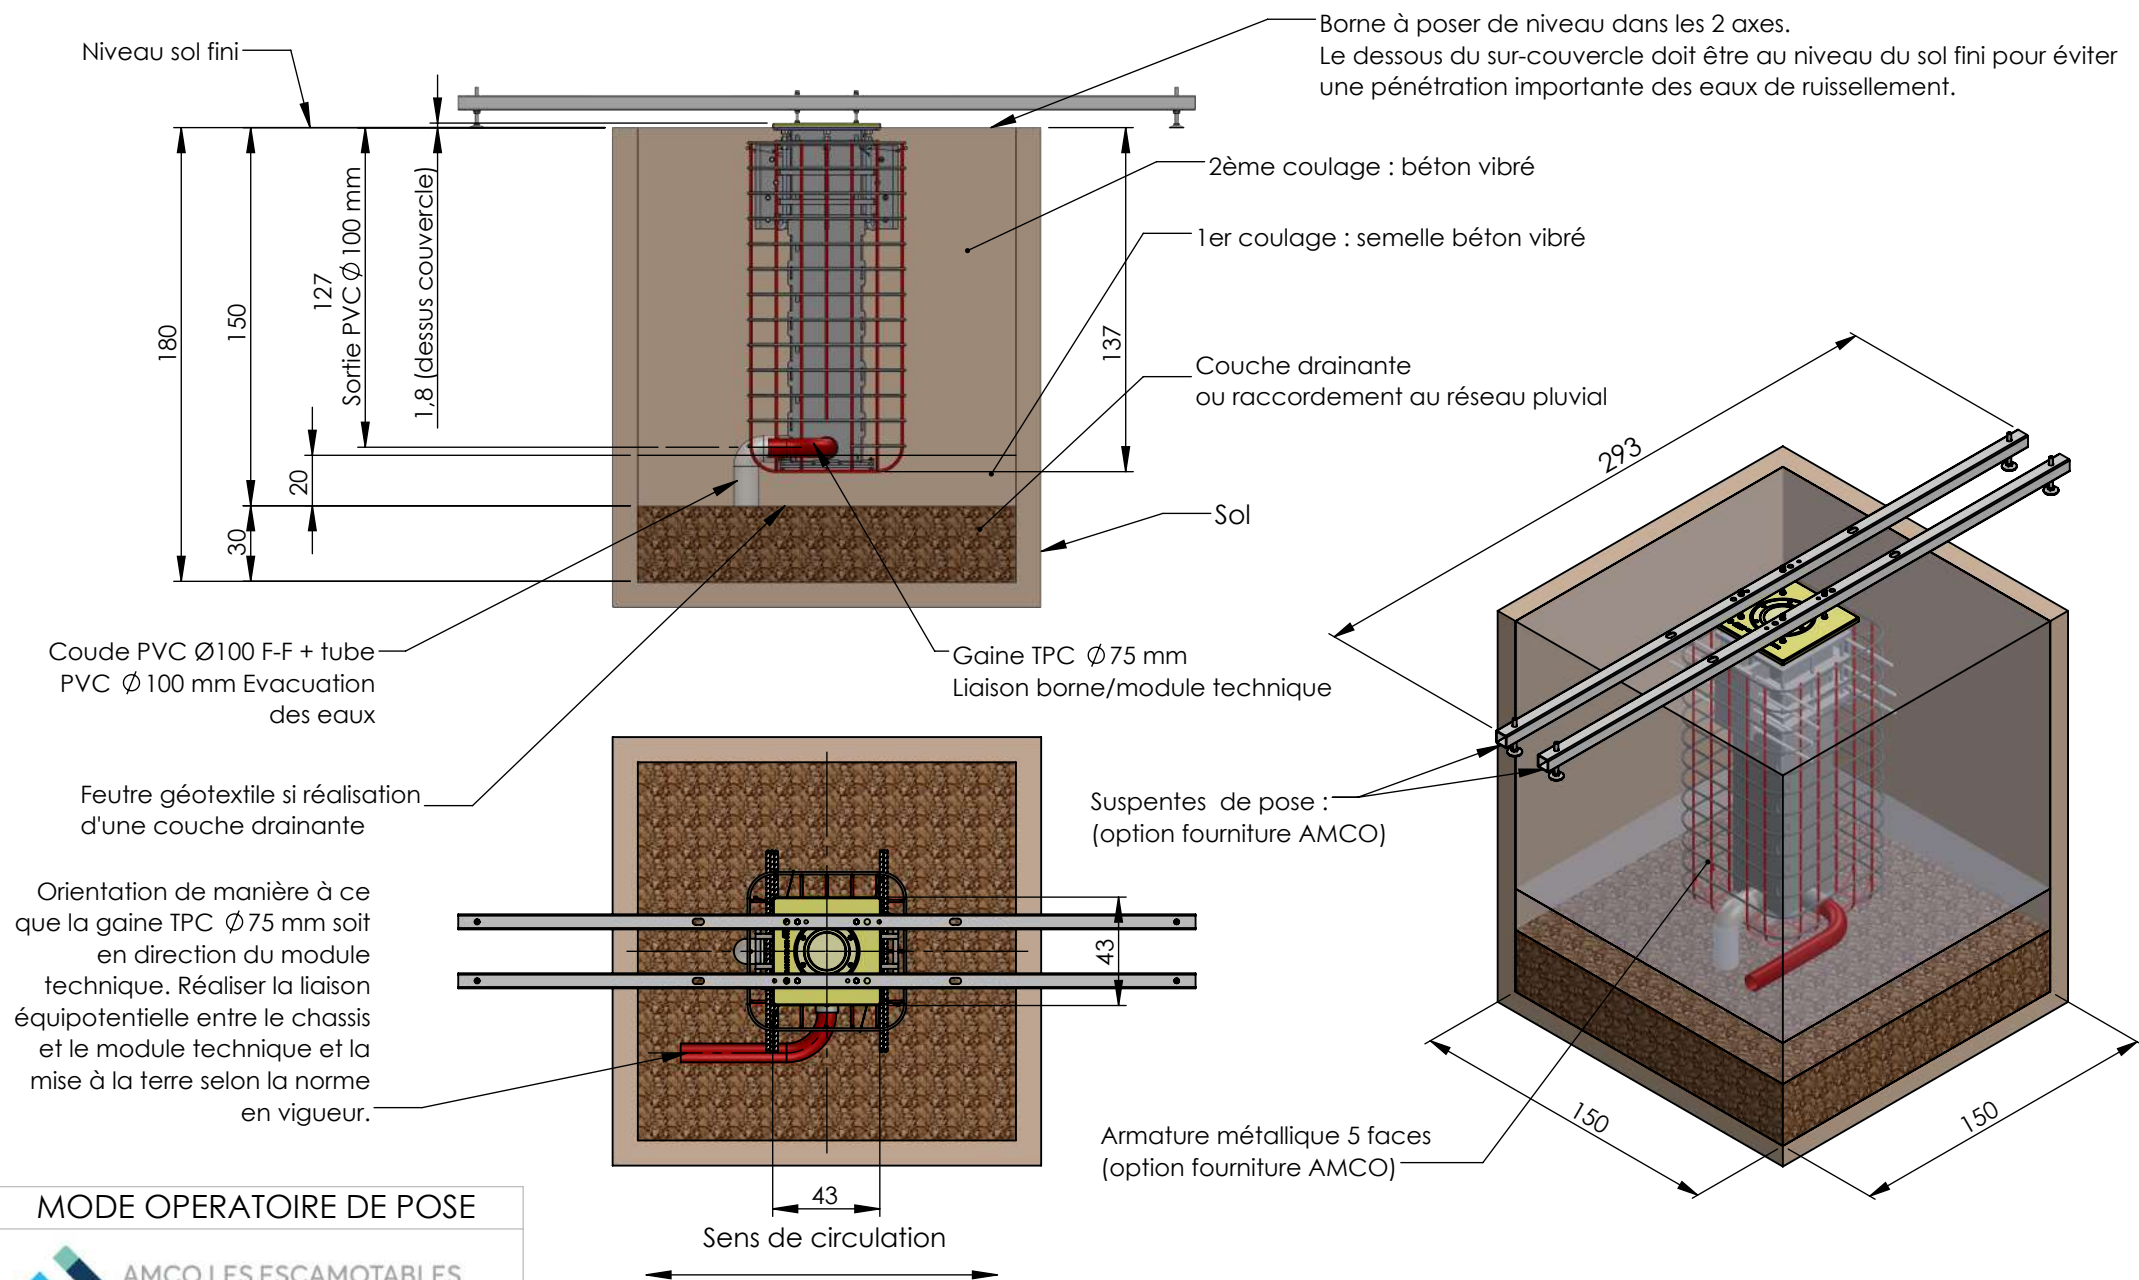 Niveau sol fini
Borne à poser de niveau dans les 2 axes.
Le dessous du sur-couvercle doit être au niveau du sol fini pour éviter
une pénétration importante des eaux de ruissellement.
2ème coulage : béton vibré
1er coulage : semelle béton vibré
Couche drainante
ou raccordement au réseau pluvial
Sol
180
150
127
Sortie PVC Ø 100 mm
1,8 (dessus couvercle)
20
30
137
293
Coude PVC Ø100 F-F + tube
PVC Ø 100 mm Evacuation
des eaux
Gaine TPC Ø 75 mm
Liaison borne/module technique
Feutre géotextile si réalisation
d'une couche drainante
Suspentes de pose :
(option fourniture AMCO)
Orientation de manière à ce
que la gaine TPC Ø 75 mm soit
en direction du module
technique. Réaliser la liaison
équipotentielle entre le chassis
et le module technique et la
mise à la terre selon la norme
en vigueur.
43
43
Sens de circulation
Armature métallique 5 faces
(option fourniture AMCO)
150
150
MODE OPERATOIRE DE POSE
AMCO LES ESCAMOTABLES